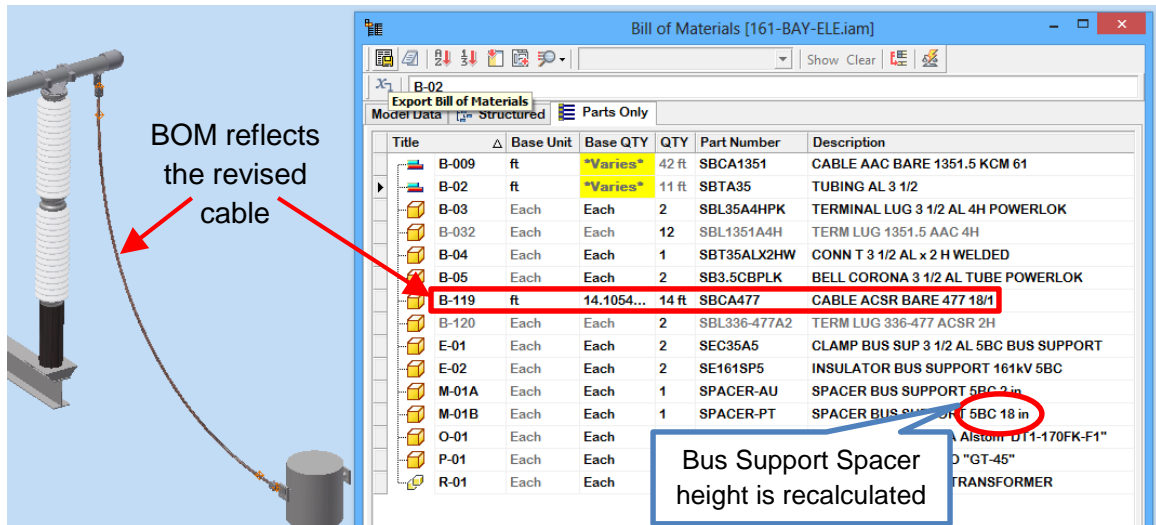 Bill of Materials [161-BAY-ELE.iam]
Show Clear
B-02
Export Bill of Materials
Model Data Structured Parts Only
Title Base Unit Base QTY QTY Part Number Description
B-009 ft *Varies* 42 ft SBCA1351 CABLE AAC BARE 1351.5 KCM 61
B-02 ft *Varies* 11 ft SBTA35 TUBING AL 3 1/2
B-03 Each Each 2 SBL35A4HPK TERMINAL LUG 3 1/2 AL 4H POWERLOK
B-032 Each Each 12 SBL1351A4H TERM LUG 1351.5 AAC 4H
B-04 Each Each 1 SBT35ALX2HW CONN T 3 1/2 AL x 2 H WELDED
B-05 Each Each 2 SB3.5CBPLK BELL CORONA 3 1/2 AL TUBE POWERLOK
B-119 ft 14.1054... 14 ft SBCA477 CABLE ACSR BARE 477 18/1
B-120 Each Each 2 SBL336-477A2 TERM LUG 336-477 ACSR 2H
E-01 Each Each 2 SEC35A5 CLAMP BUS SUP 3 1/2 AL 5BC BUS SUPPORT
E-02 Each Each 2 SE161SP5 INSULATOR BUS SUPPORT 161kV 5BC
M-01A Each Each 1 SPACER-AU SPACER BUS SUPPORT 5BC 2 in
M-01B Each Each 1 SPACER-PT SPACER BUS SUPPORT 5BC 18 in
O-01 Each Each Alstom "DT1-170FK-F1"
P-01 Each Each "GT-45"
R-01 Each Each TRANSFORMER
BOM reflects
the revised
cable
Bus Support Spacer
height is recalculated